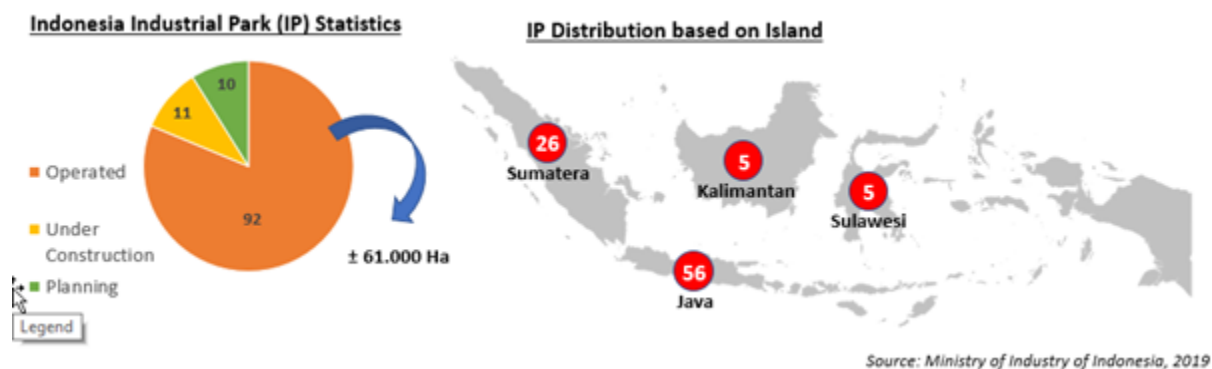 Indonesia Industrial Park (IP) Statistics
10
11
92
Operated
Under
Construction
Planning
Legend
± 61.000 Ha
IP Distribution based on Island
26
Sumatera
5
Kalimantan
5
Sulawesi
56
Java
Source: Ministry of Industry of Indonesia, 2019